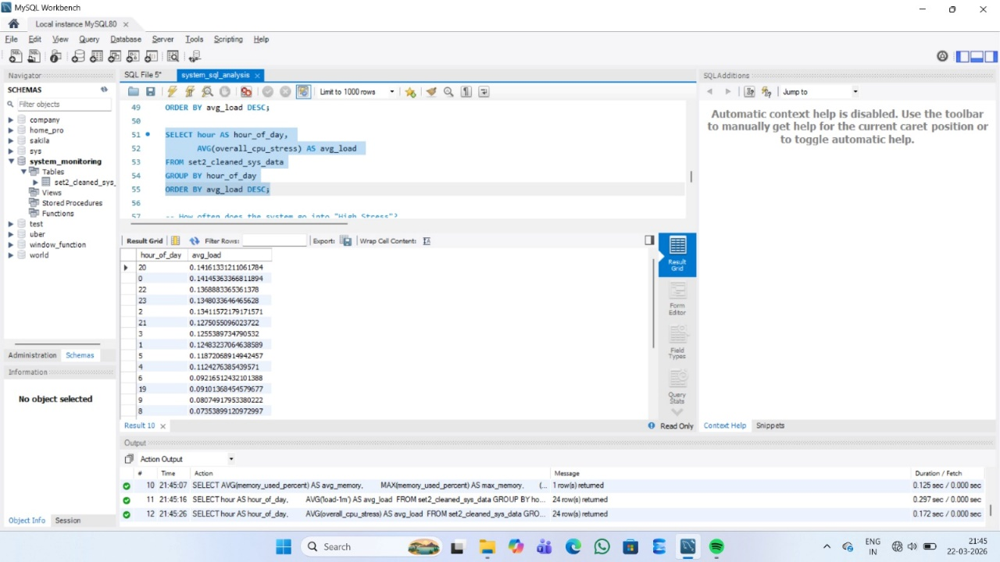 MySQL Workbench
Local instance MySQL80
File Edit View Query Database Server Tools Scripting Help
Navigator
SCHEMAS
Filter objects
company
home_pro
sakila
sys
system_monitoring
Tables
set2_cleaned_sys_
Views
Stored Procedures
Functions
test
uber
window_function
world
Administration Schemas
Information
No object selected
Object Info Session
SQL File 5* system_sql_analysis
Limit to 1000 rows
49 ORDER BY avg_load DESC;
50
51 SELECT hour AS hour_of_day,
52 AVG(overall_cpu_stress) AS avg_load
53 FROM set2_cleaned_sys_data
54 GROUP BY hour_of_day
55 ORDER BY avg_load DESC;
56
57 -- How often does the system go into "High Stress"?
Result Grid Filter Rows: Export: Wrap Cell Content:
hour_of_day avg_load
20 0.14161331211061784
0 0.14145363366811894
22 0.1368883365361378
23 0.1348033646465628
2 0.13411572179171571
21 0.1275055096023722
3 0.1255389734790532
1 0.12483237064638589
5 0.11872068914942457
4 0.1124276385439571
6 0.09216512432101388
19 0.09101368454579677
9 0.08074917953380222
8 0.07353899120972997
Result Grid
Form Editor
Field Types
Query Stats
Result 10
Read Only
SQLAdditions
Jump to
Automatic context help is disabled. Use the toolbar
to manually get help for the current caret position or
to toggle automatic help.
Context Help Snippets
Output
Action Output
# Time Action Message Duration / Fetch
10 21:45:07 SELECT AVG(memory_used_percent) AS avg_memory, MAX(memory_used_percent) AS max_memory, (... 1 row(s) returned 0.125 sec / 0.000 sec
11 21:45:16 SELECT hour AS hour_of_day, AVG(`load-1m`) AS avg_load FROM set2_cleaned_sys_data GROUP BY ho... 24 row(s) returned 0.297 sec / 0.000 sec
12 21:45:26 SELECT hour AS hour_of_day, AVG(overall_cpu_stress) AS avg_load FROM set2_cleaned_sys_data GRO... 24 row(s) returned 0.172 sec / 0.000 sec
Search
ENG
IN
21:45
22-03-2026